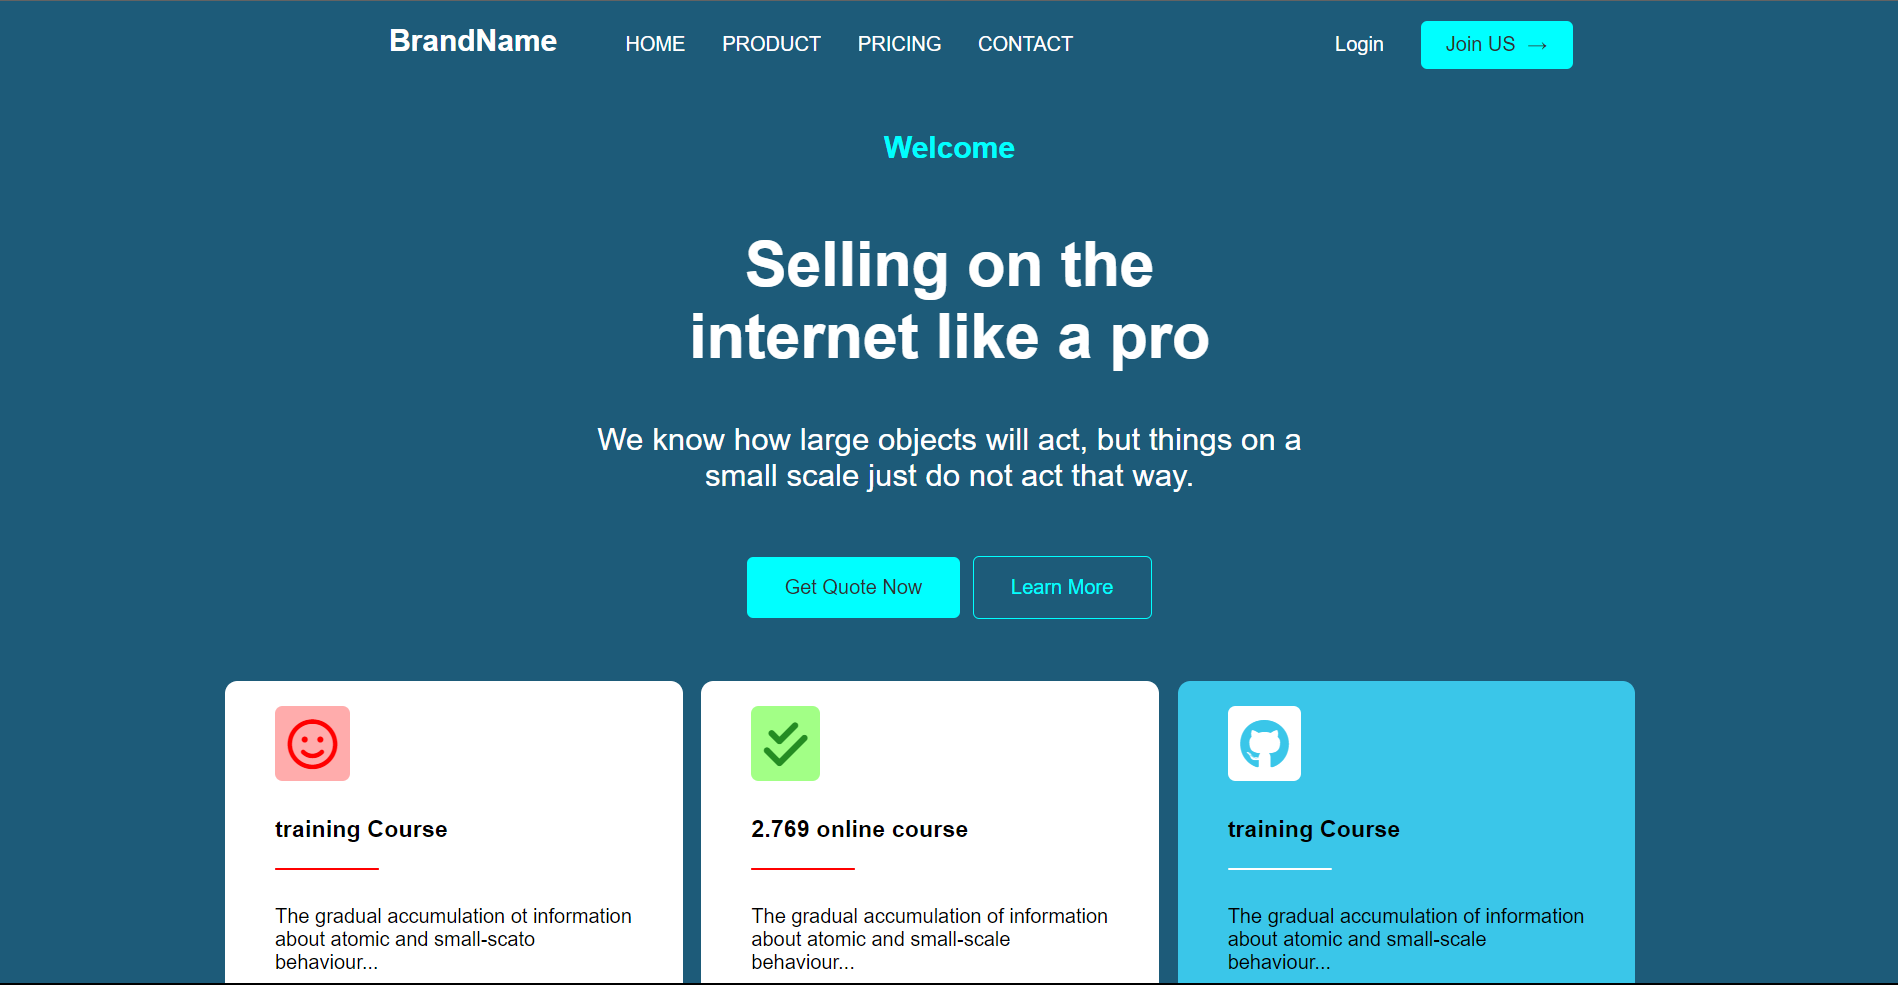 BrandName HOME PRODUCT PRICING CONTACT Login Join US →
Welcome
Selling on the
internet like a pro
We know how large objects will act, but things on a
small scale just do not act that way.
Get Quote Now Learn More
training Course
The gradual accumulation ot information
about atomic and small-scato
behaviour...
2.769 online course
The gradual accumulation of information
about atomic and small-scale
behaviour...
training Course
The gradual accumulation of information
about atomic and small-scale
behaviour...